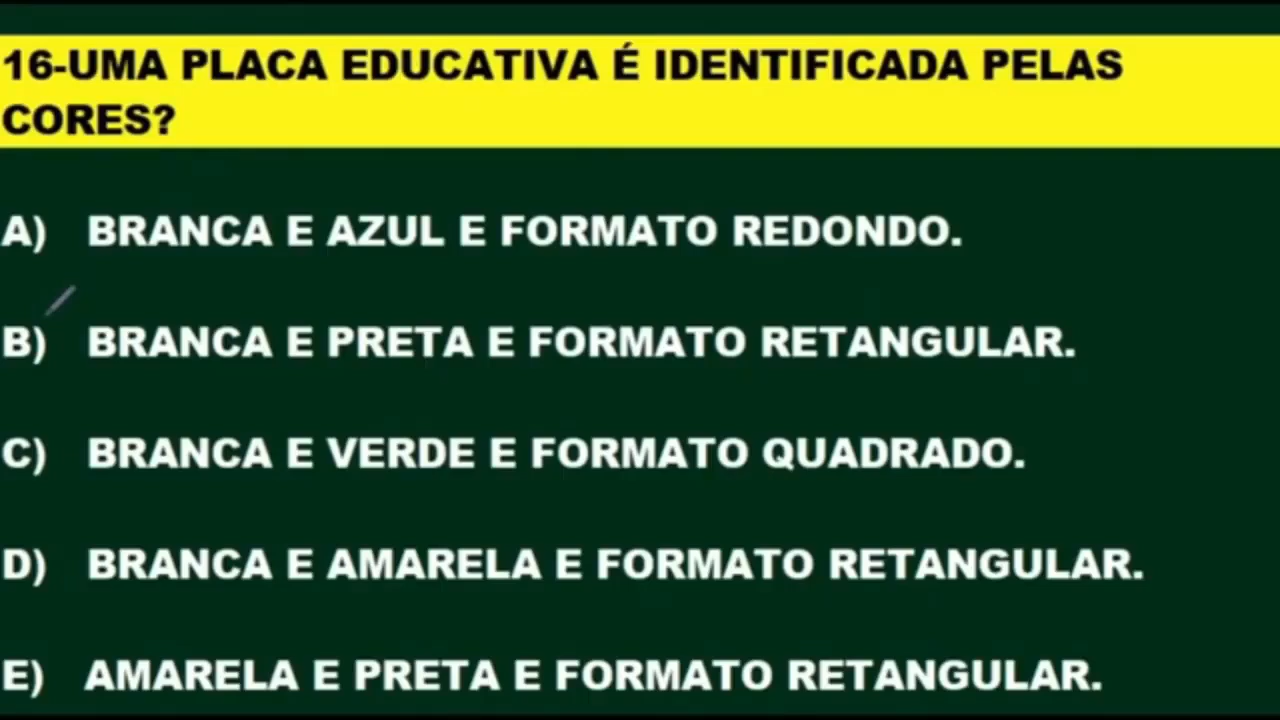 16-UMA PLACA EDUCATIVA É IDENTIFICADA PELAS
CORES?
A) BRANCA E AZUL E FORMATO REDONDO.
B) BRANCA E PRETA E FORMATO RETANGULAR.
C) BRANCA E VERDE E FORMATO QUADRADO.
D) BRANCA E AMARELA E FORMATO RETANGULAR.
E) AMARELA E PRETA E FORMATO RETANGULAR.